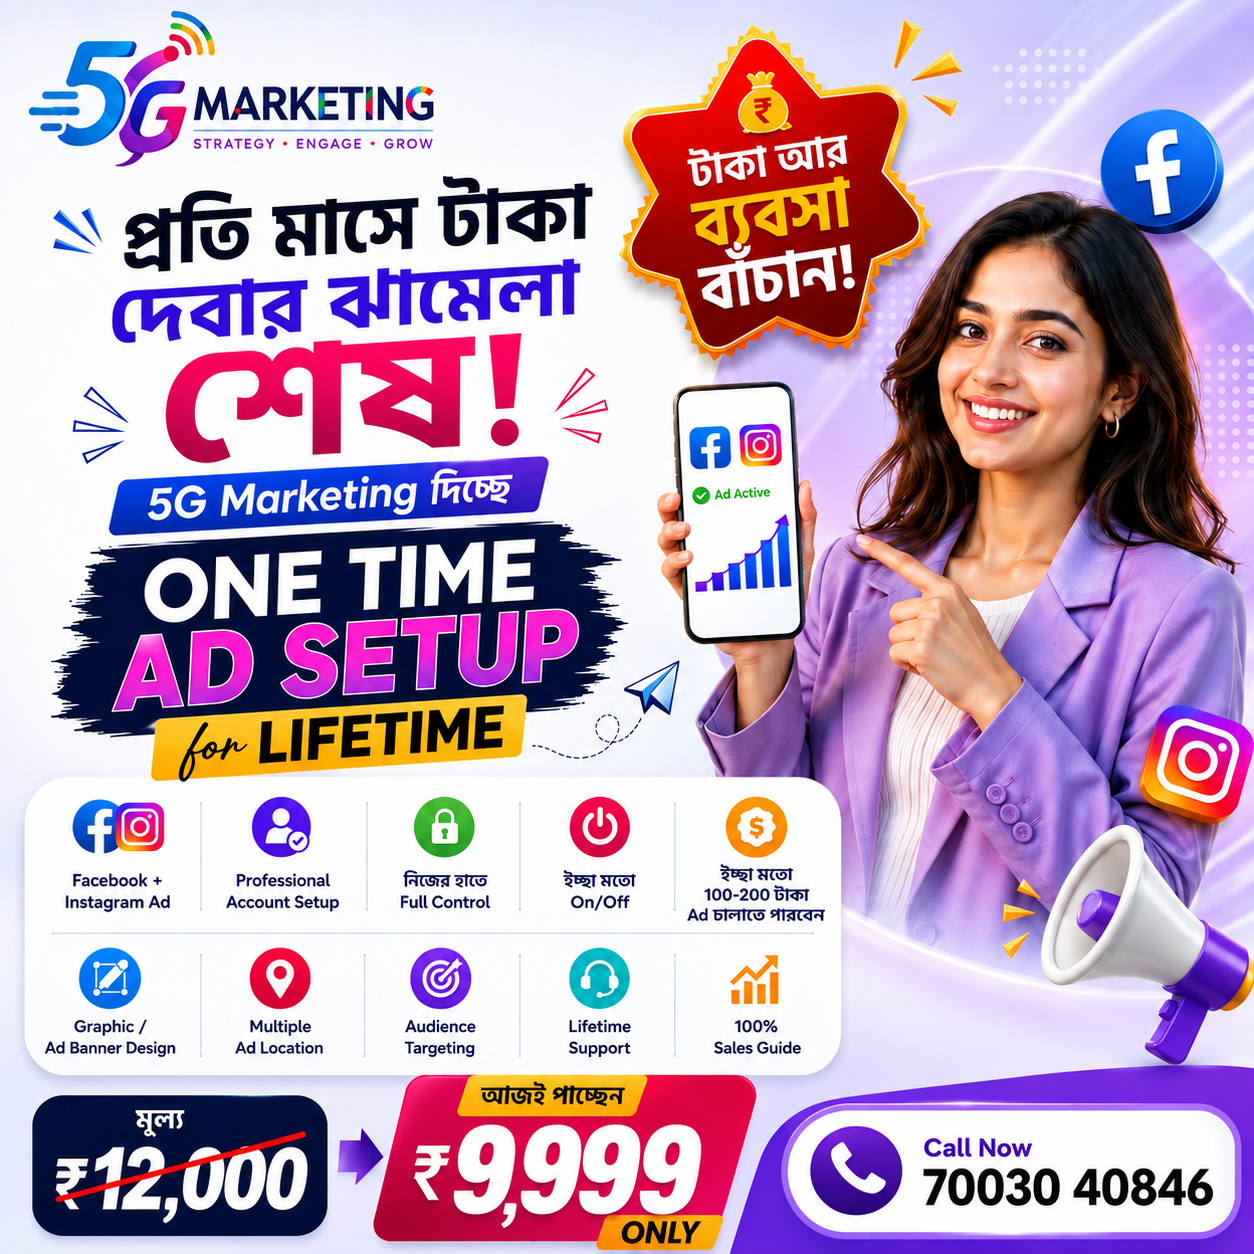 5G MARKETING
STRATEGY • ENGAGE • GROW
প্রতি মাসে টাকা
দেবার ঝামেলা
শেষ!
5G Marketing দিচ্ছে
ONE TIME
AD SETUP
for LIFETIME
₹
টাকা আর
ব্যবসা
বাঁচান!
f
f
Ad Active
f
Facebook +
Instagram Ad
Professional
Account Setup
নিজের হাতে
Full Control
ইচ্ছা মতো
On/Off
$
ইচ্ছা মতো
100-200 টাকা
Ad চালাতে পারবেন
Graphic /
Ad Banner Design
Multiple
Ad Location
Audience
Targeting
Lifetime
Support
100%
Sales Guide
মুল্য
₹12,000
আজই পাচ্ছেন
₹9,999
ONLY
Call Now
70030 40846